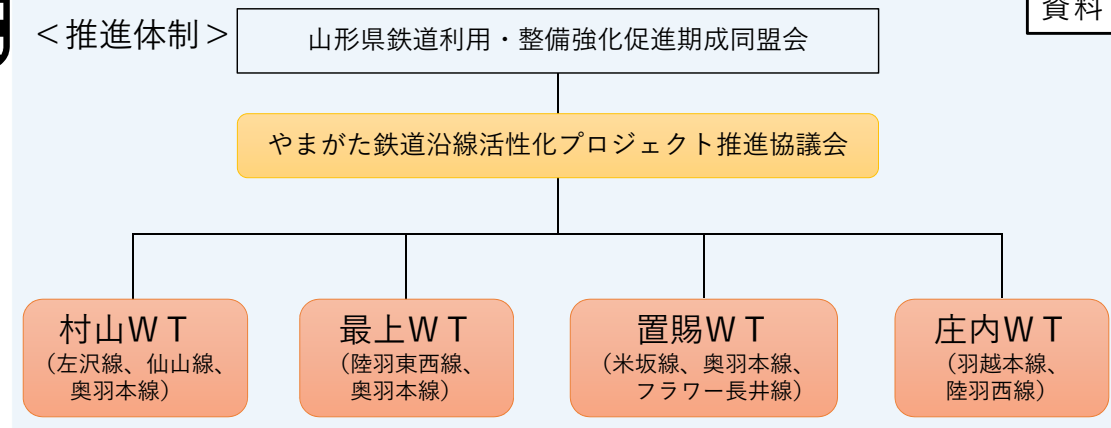 ＜推進体制＞
資料
山形県鉄道利用・整備強化促進期成同盟会
やまがた鉄道沿線活性化プロジェクト推進協議会
村山ＷＴ
（左沢線、仙山線、
奥羽本線）
最上ＷＴ
（陸羽東西線、
奥羽本線）
置賜ＷＴ
（米坂線、奥羽本線、
フラワー長井線）
庄内ＷＴ
（羽越本線、
陸羽西線）